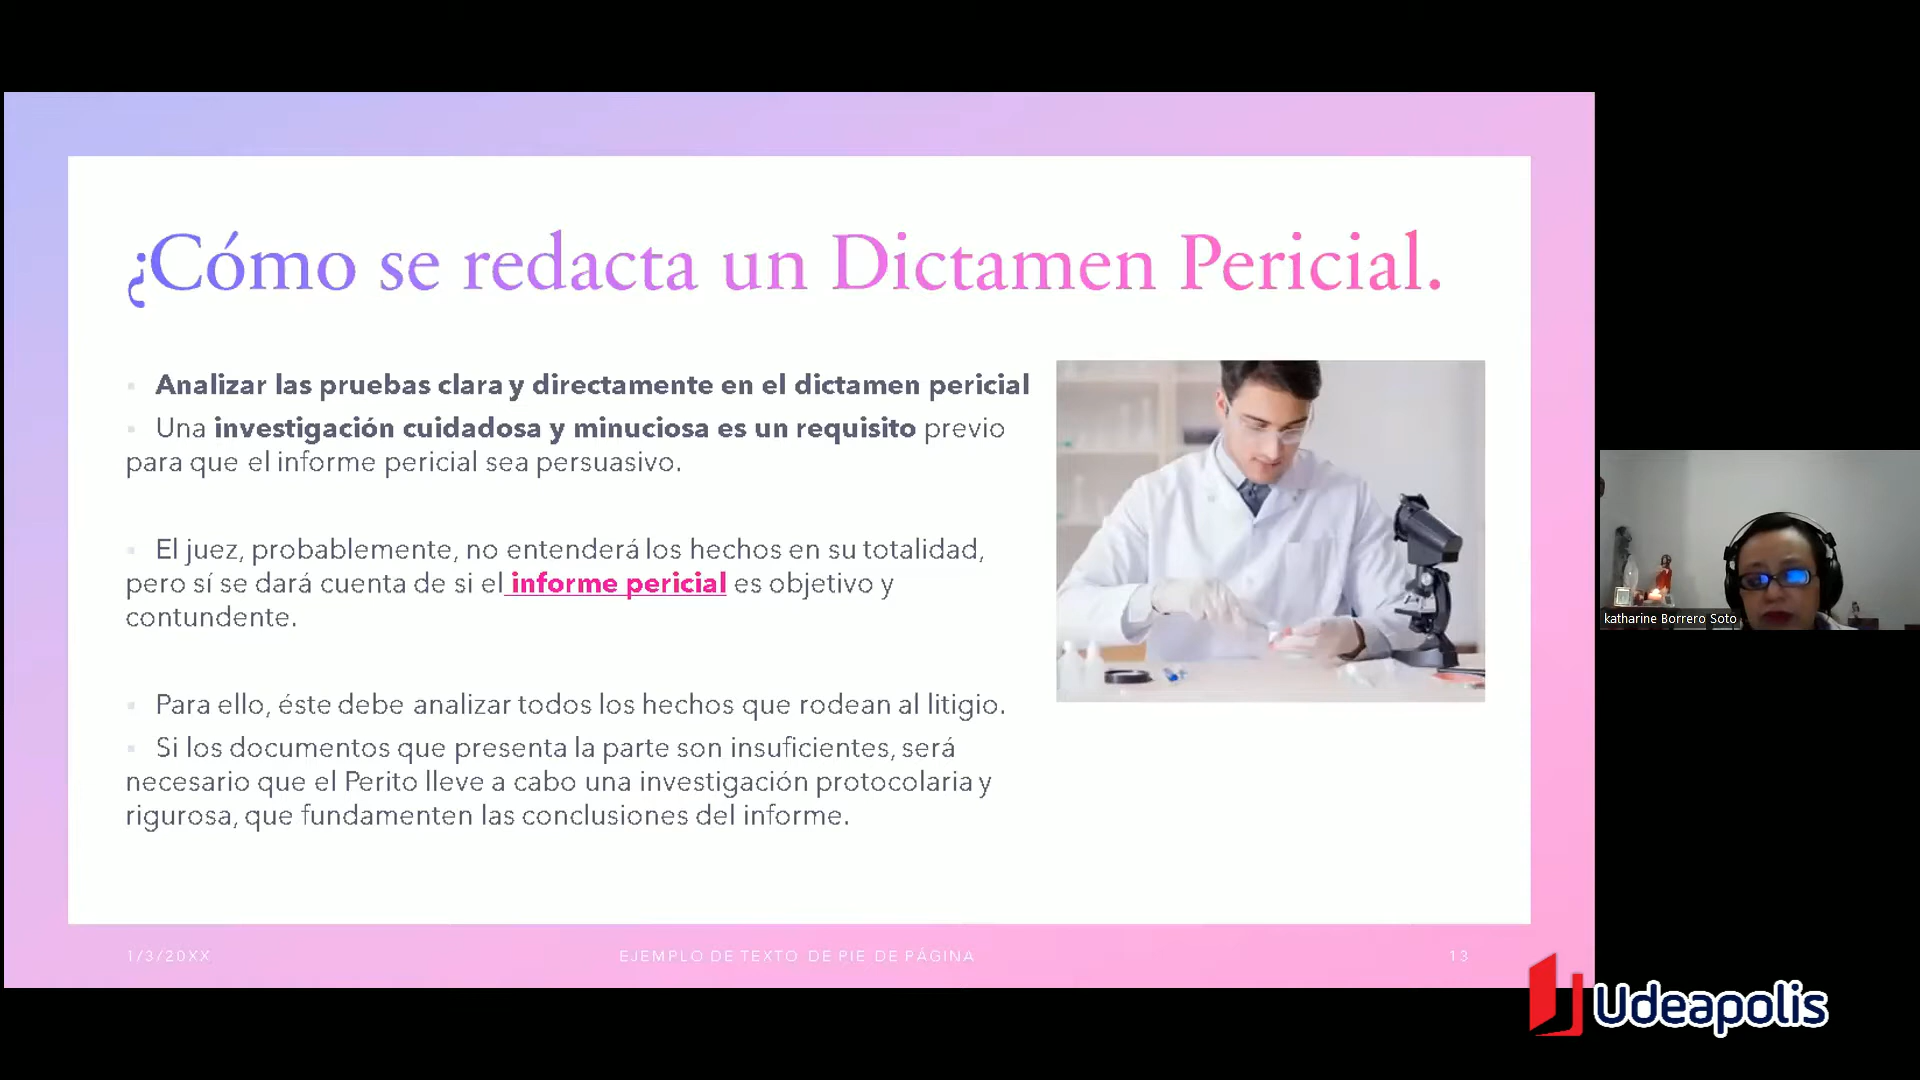 ¿Cómo se redacta un Dictamen Pericial.
Analizar las pruebas clara y directamente en el dictamen pericial
Una investigación cuidadosa y minuciosa es un requisito previo
para que el informe pericial sea persuasivo.
El juez, probablemente, no entenderá los hechos en su totalidad,
pero sí se dará cuenta de si el informe pericial es objetivo y
contundente.
Para ello, éste debe analizar todos los hechos que rodean al litigio.
Si los documentos que presenta la parte son insuficientes, será
necesario que el Perito lleve a cabo una investigación protocolaria y
rigurosa, que fundamenten las conclusiones del informe.
1/3/20XX
EJEMPLO DE TEXTO DE PIE DE PÁGINA
13
katharine Borrero Soto
Udeapolis